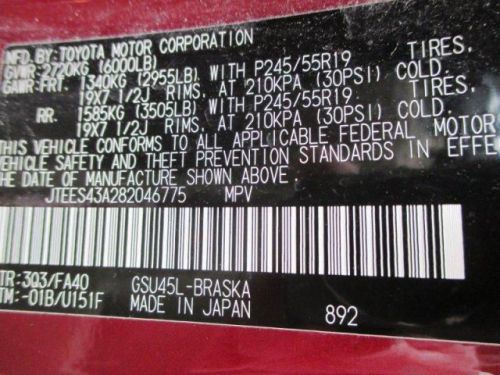 MFD. BY: TOYOTA MOTOR CORPORATION
GVWR-2720KG (6000LB)
GAWR-FRT. 1340KG (2955LB) WITH P245/55R19 TIRES.
19X7 1/2J RIMS, AT 210KPA (30PSI) COLD.
RR. 1585KG (3505LB) WITH P245/55R19 TIRES.
19X7 1/2J RIMS, AT 210KPA (30PSI) COLD.
THIS VEHICLE CONFORMS TO ALL APPLICABLE FEDERAL MOTOR
VEHICLE SAFETY AND THEFT PREVENTION STANDARDS IN EFFE
THE DATE OF MANUFACTURE SHOWN ABOVE
JTEES43A282046775 MPV
TR:3Q3/FA40 GSU45L-BRASKA
TM:-01B/U151F MADE IN JAPAN 892